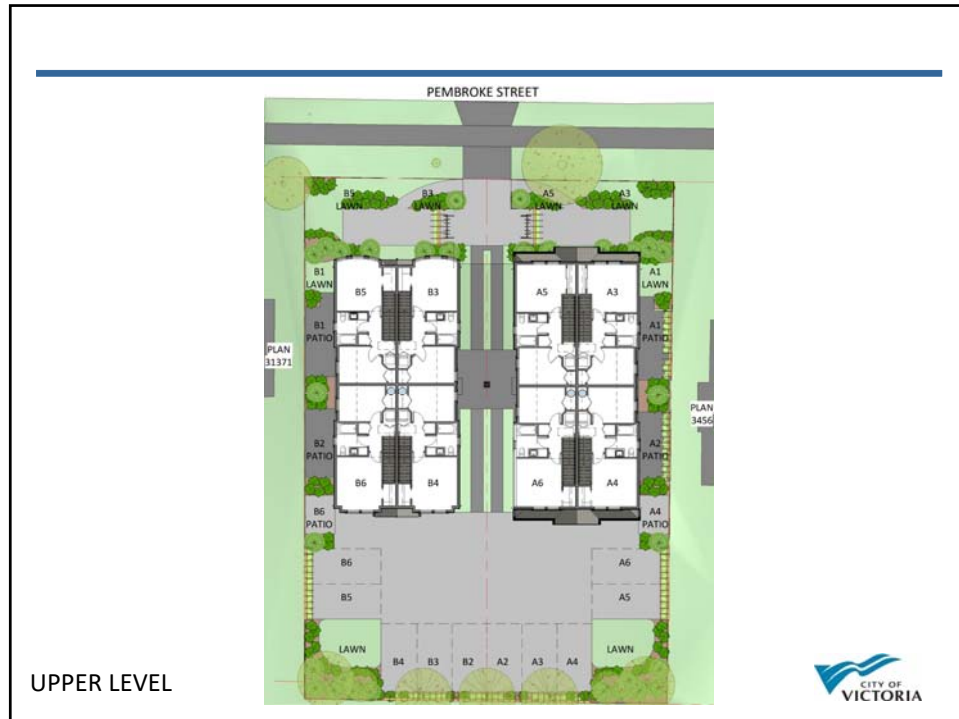 PEMBROKE STREET
B5
LAWN
B3
LAWN
A5
LAWN
A3
LAWN
B1
LAWN
B5
B3
A5
A3
A1
LAWN
B1
PATIO
A1
PATIO
PLAN
31371
PLAN
3456
B2
PATIO
A2
PATIO
B6
B4
A6
A4
B6
PATIO
A4
PATIO
B6
A6
B5
A5
LAWN
B4
B3
B2
A2
A3
A4
LAWN
UPPER LEVEL
CITY OF
VICTORIA